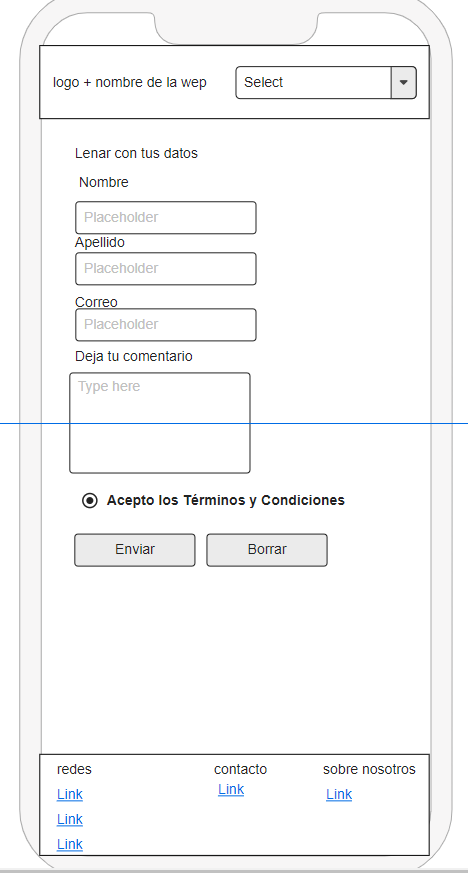 logo + nombre de la wep
Select
Lenar con tus datos
Nombre
Placeholder
Apellido
Placeholder
Correo
Placeholder
Deja tu comentario
Type here
Acepto los Términos y Condiciones
Enviar Borrar
redes contacto sobre nosotros
Link Link Link
Link
Link